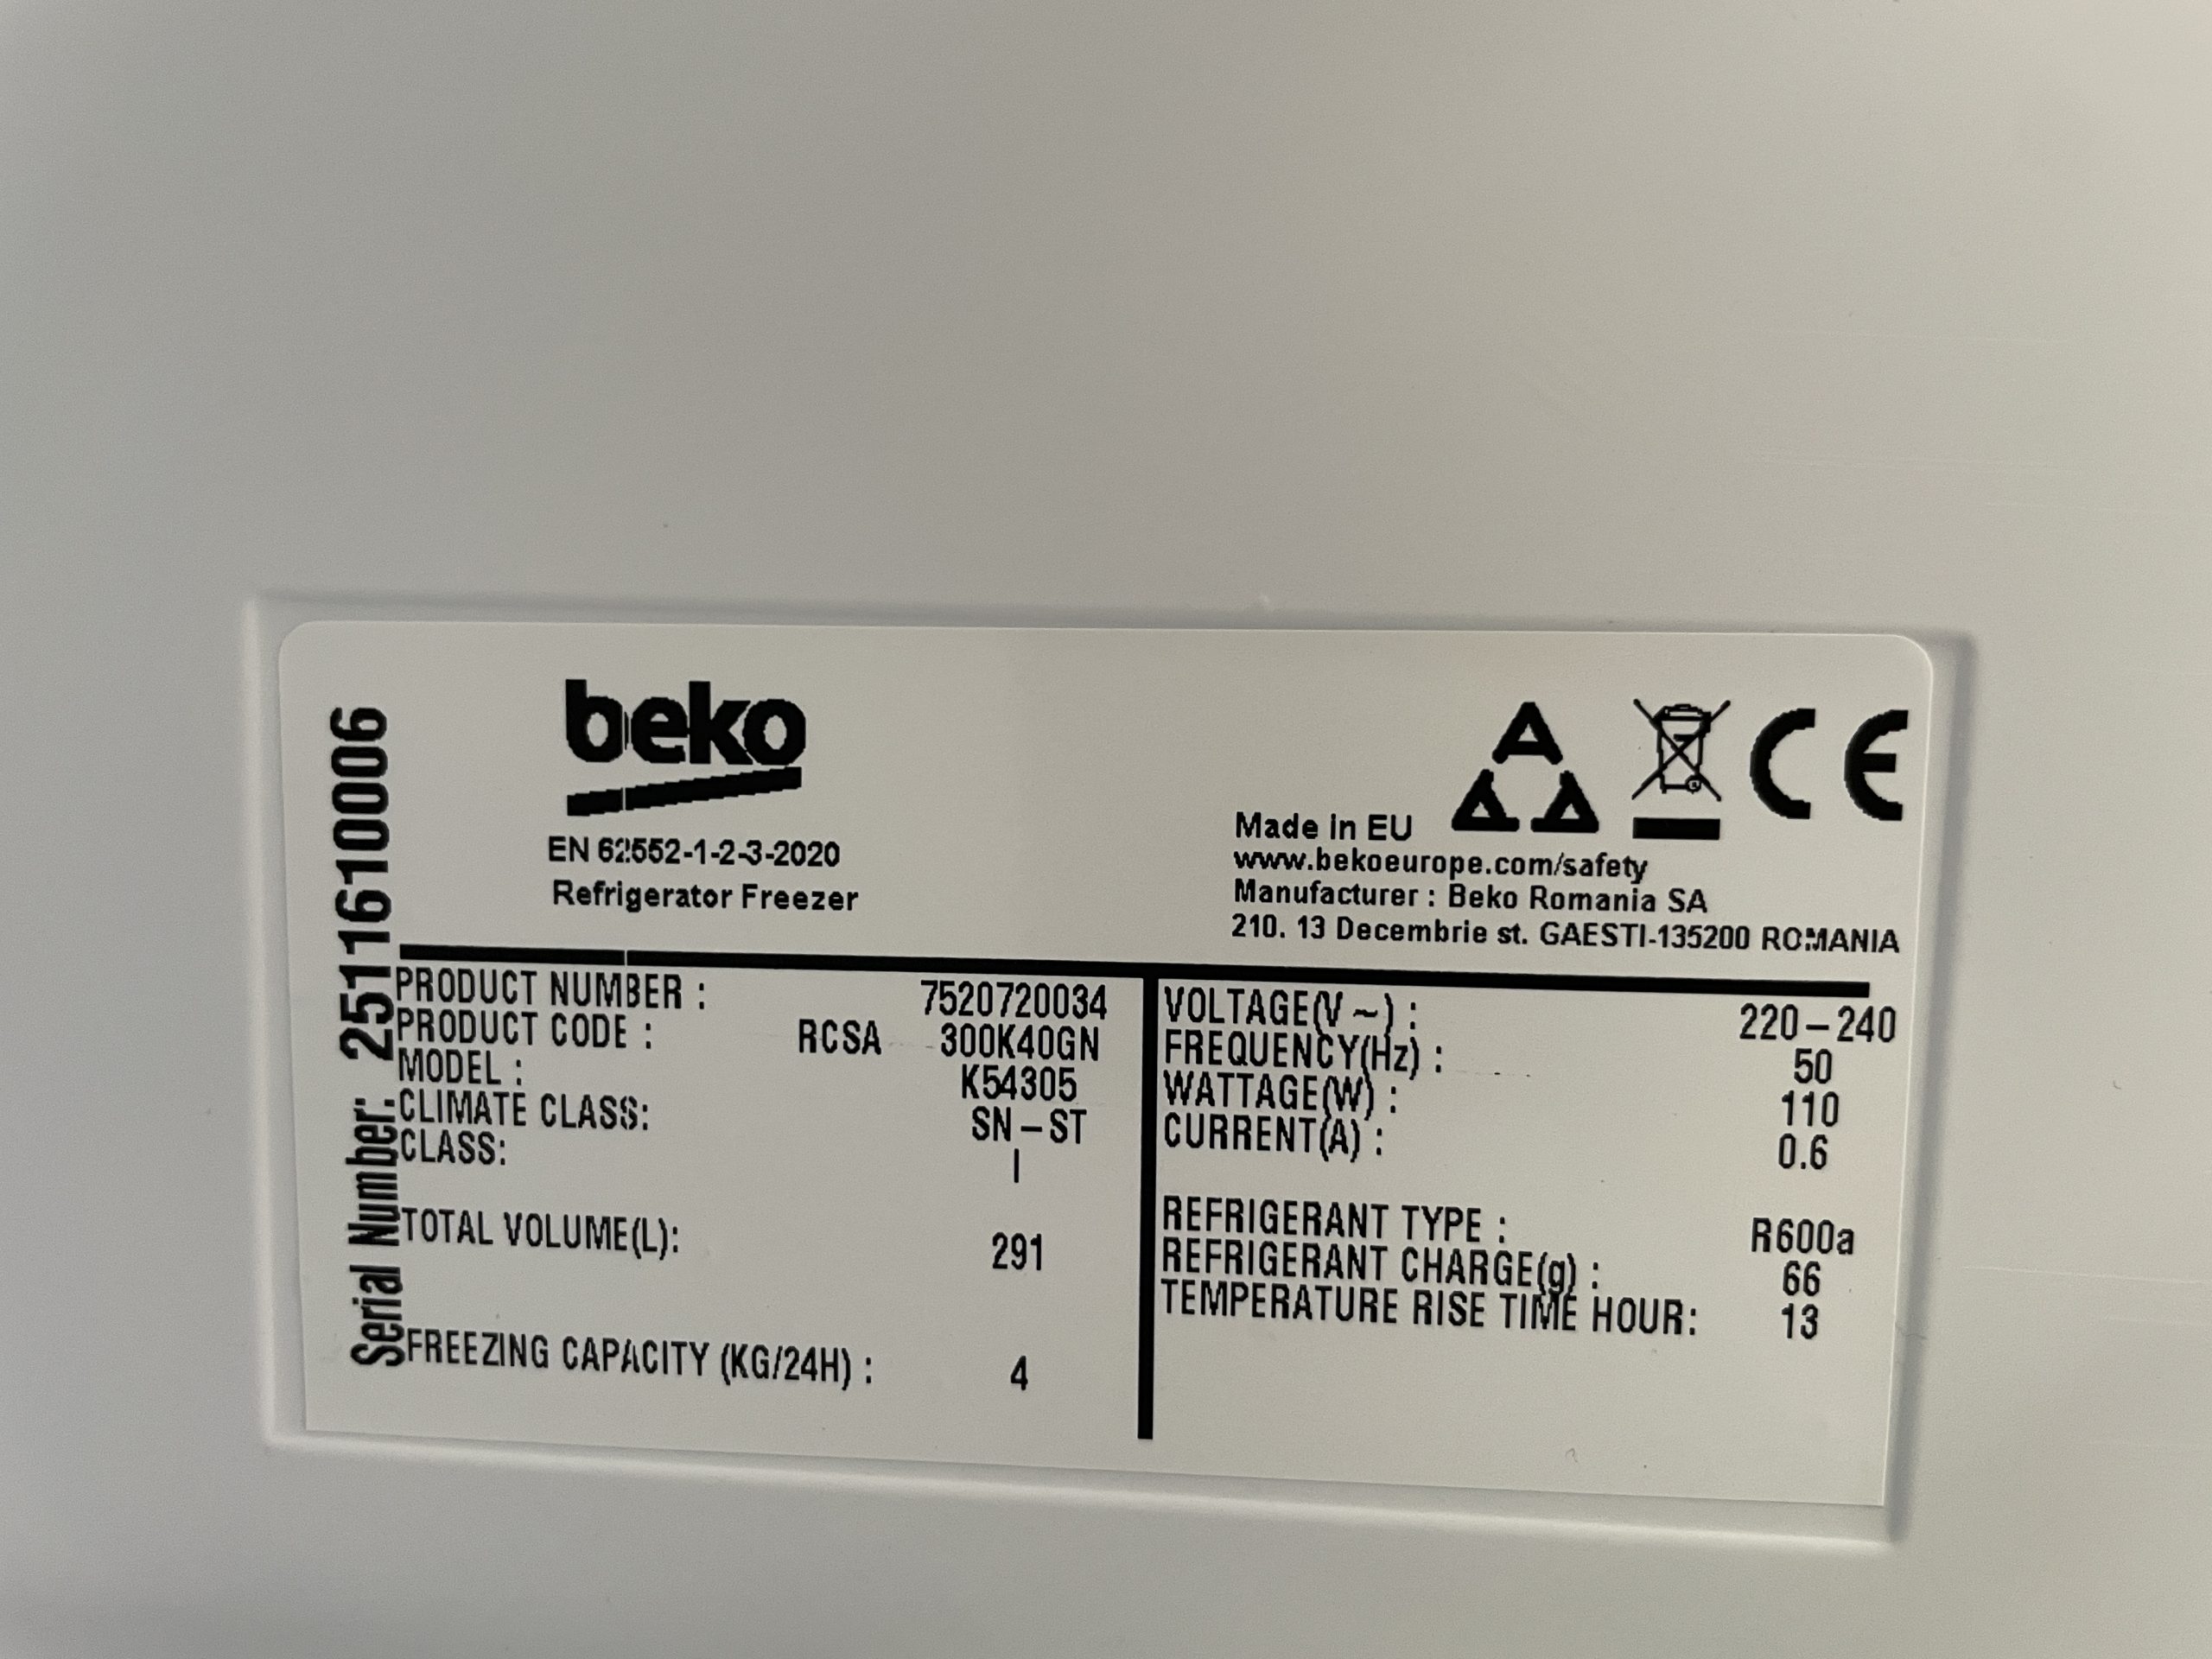 beko
EN 62552-1-2-3-2020
Refrigerator Freezer
Made in EU
www.bekoeurope.com/safety
Manufacturer : Beko Romania SA
210. 13 Decembrie st. GAESTI-135200 ROMANIA
CE
Serial Number: 2511610006
PRODUCT NUMBER : 7520720034
PRODUCT CODE : RCSA 300K40GN
MODEL : K54305
CLIMATE CLASS: SN-ST
CLASS: I
TOTAL VOLUME(L): 291
FREEZING CAPACITY (KG/24H) : 4
VOLTAGE(V ~) : 220-240
FREQUENCY(Hz) : 50
WATTAGE(W) : 110
CURRENT(A) : 0.6
REFRIGERANT TYPE : R600a
REFRIGERANT CHARGE(g) : 66
TEMPERATURE RISE TIME HOUR: 13